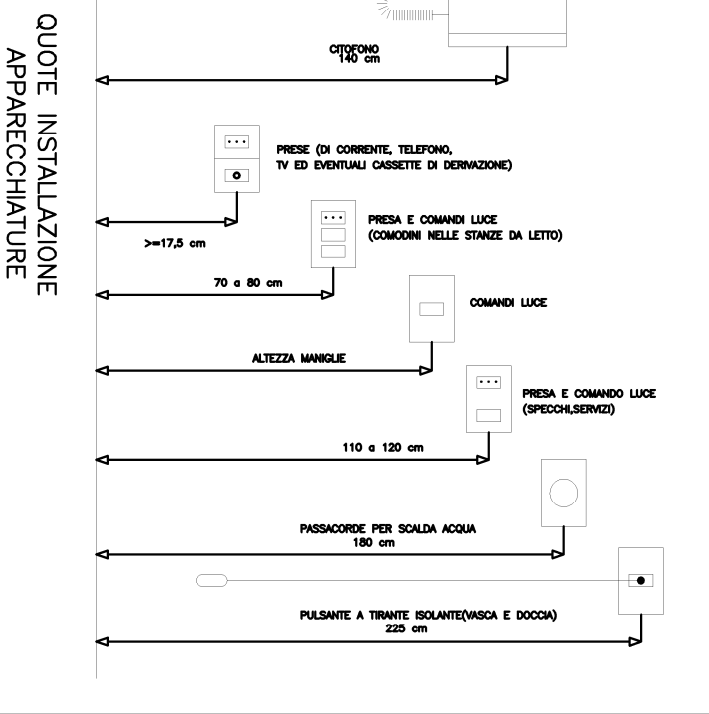 QUOTE INSTALLAZIONE
APPARECCHIATURE
CITOFONO
140 cm
PRESE (DI CORRENTE, TELEFONO,
TV ED EVENTUALI CASSETTE DI DERIVAZIONE)
>=17,5 cm
PRESA E COMANDI LUCE
(COMODINI NELLE STANZE DA LETTO)
70 a 80 cm
COMANDI LUCE
ALTEZZA MANIGLIE
PRESA E COMANDO LUCE
(SPECCHI,SERVIZI)
110 a 120 cm
PASSACORDE PER SCALDA ACQUA
180 cm
PULSANTE A TIRANTE ISOLANTE(VASCA E DOCCIA)
225 cm